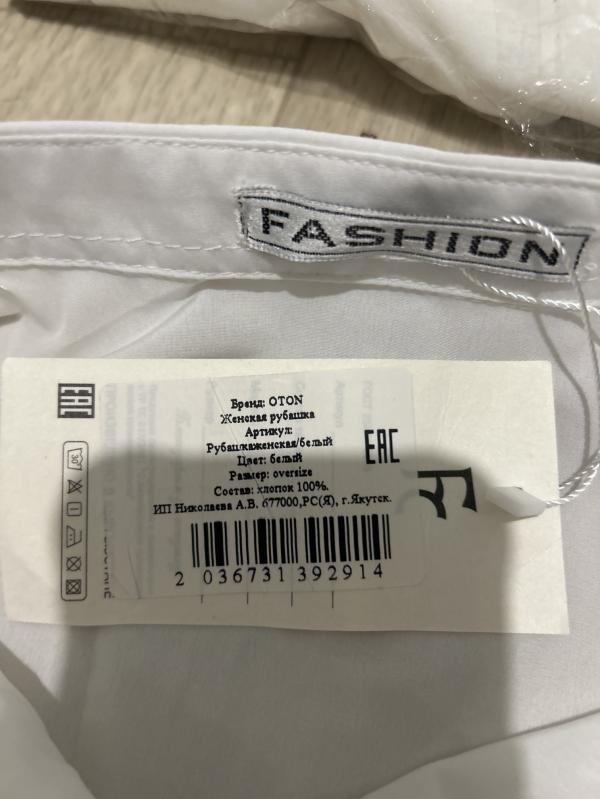 FASHION
EAC
Бренд: OTON
Женская рубашка
Артикул:
Рубашкаженская/белый
Цвет: белый
Размер: oversize
Состав: хлопок 100%.
ИП Николаева А.В. 677000,РС(Я), г.Якутск.
EAC
30°
2 036731 392914